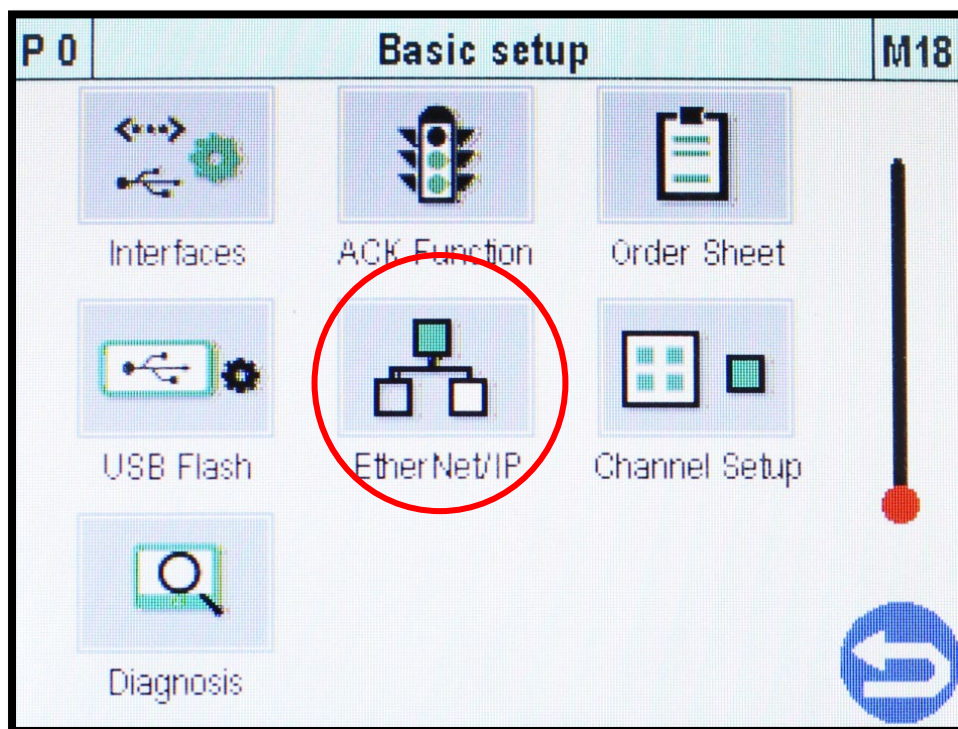 P 0 Basic setup M18
Interfaces ACK Function Order Sheet
USB Flash EtherNet/IP Channel Setup
Diagnosis